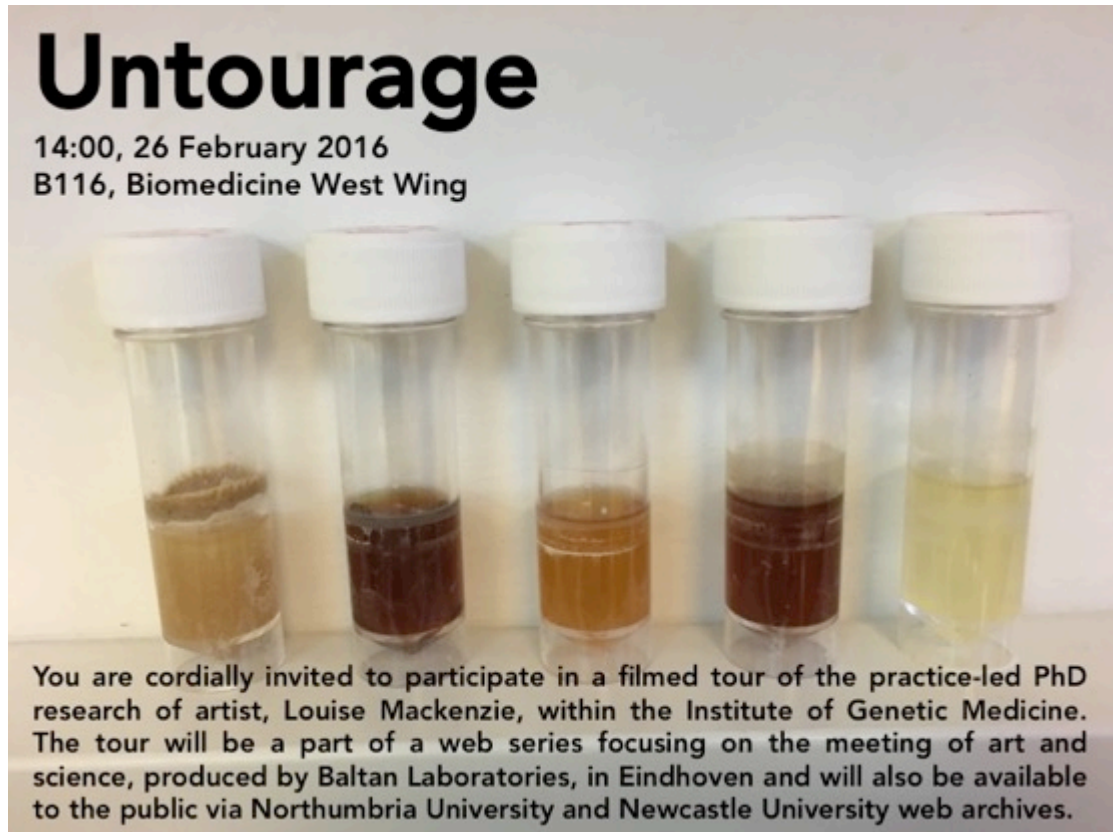 Untourage
14:00, 26 February 2016
B116, Biomedicine West Wing
You are cordially invited to participate in a filmed tour of the practice-led PhD
research of artist, Louise Mackenzie, within the Institute of Genetic Medicine.
The tour will be a part of a web series focusing on the meeting of art and
science, produced by Baltan Laboratories, in Eindhoven and will also be available
to the public via Northumbria University and Newcastle University web archives.